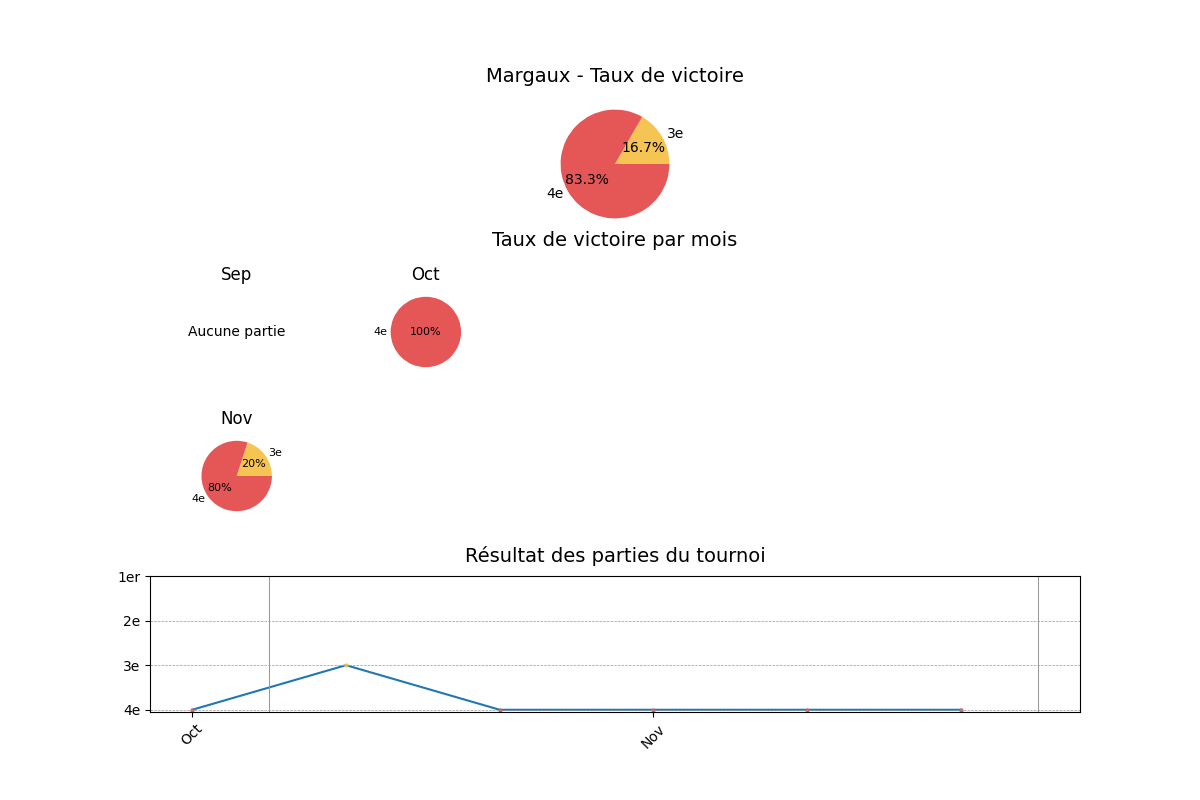 Margaux - Taux de victoire
3e
16.7%
83.3%
4e
Taux de victoire par mois
Sep
Oct
Aucune partie
4e
100%
Nov
3e
20%
80%
4e
Résultat des parties du tournoi
1er
2e
3e
4e
Oct
Nov